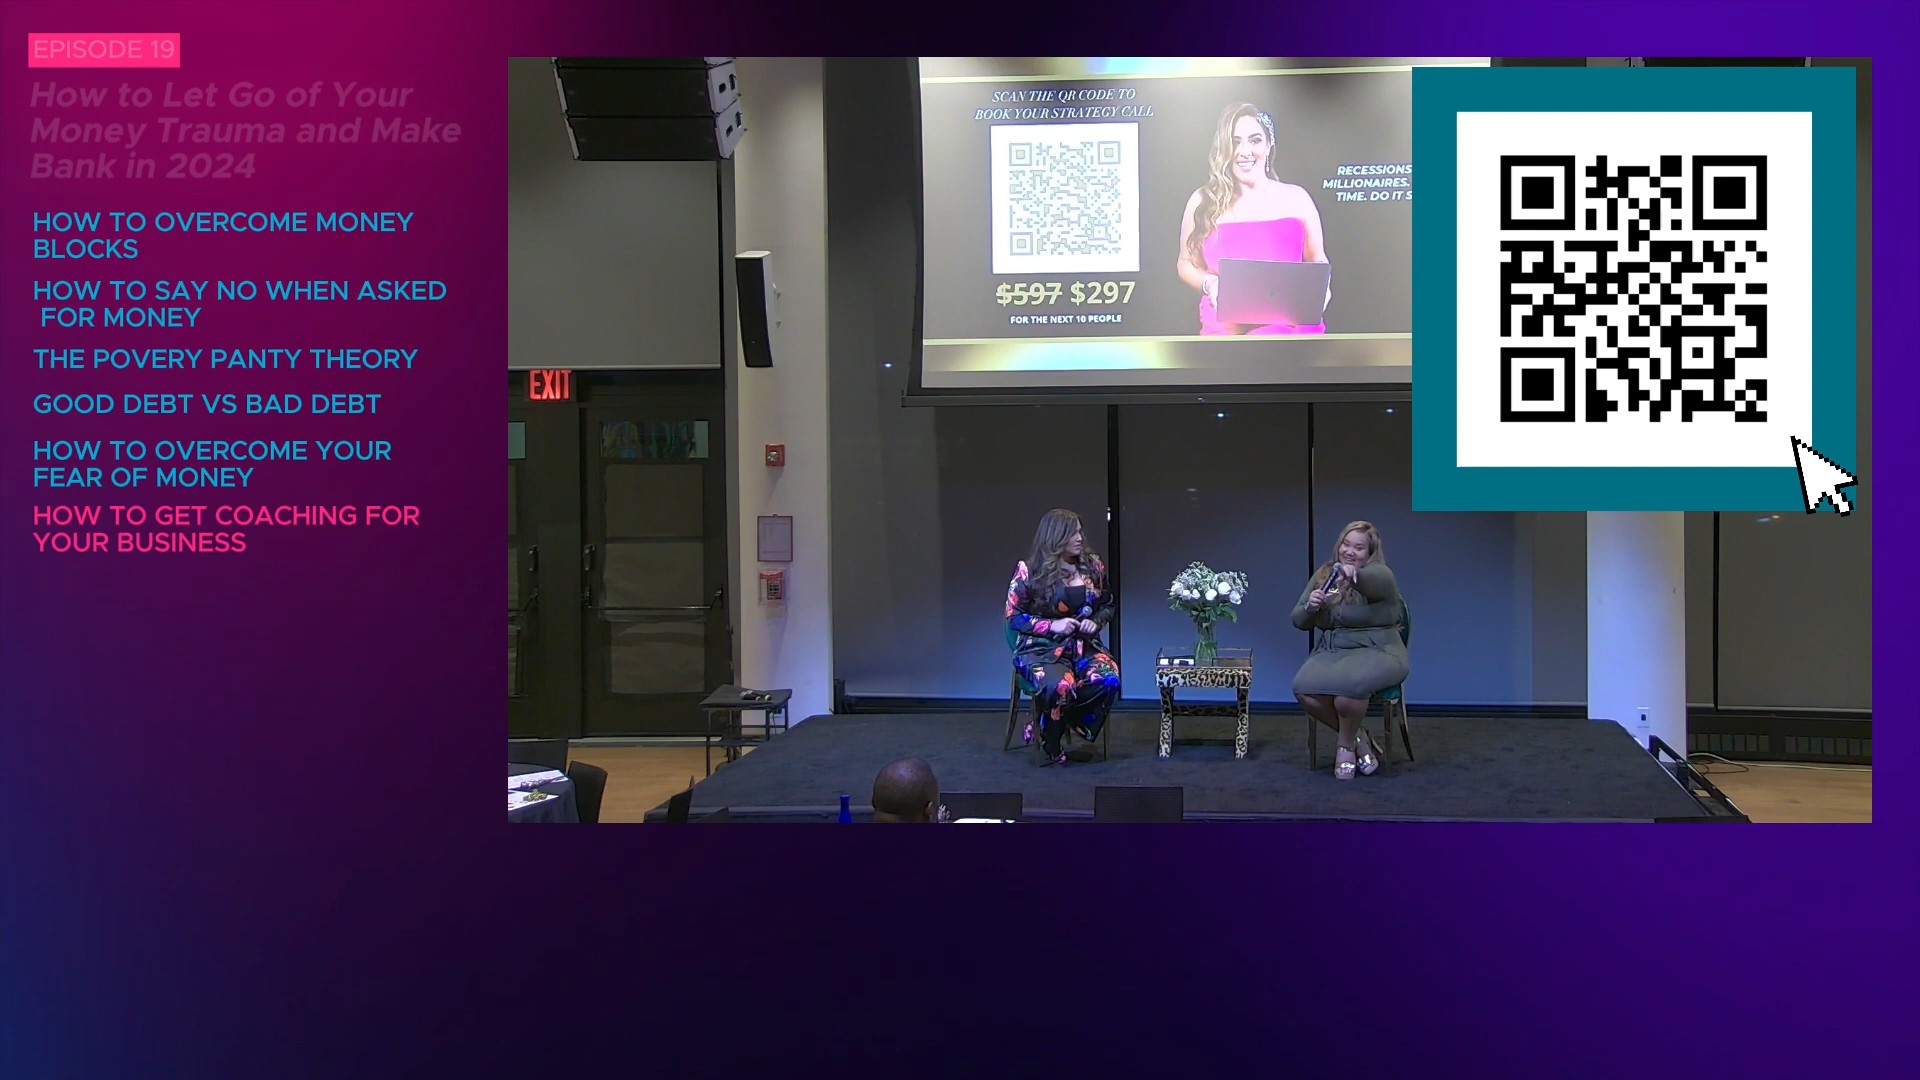 EPISODE 19
How to Let Go of Your
Money Trauma and Make
Bank in 2024
HOW TO OVERCOME MONEY
BLOCKS
HOW TO SAY NO WHEN ASKED
FOR MONEY
THE POVERY PANTY THEORY
GOOD DEBT VS BAD DEBT
HOW TO OVERCOME YOUR
FEAR OF MONEY
HOW TO GET COACHING FOR
YOUR BUSINESS
SCAN THE QR CODE TO
BOOK YOUR STRATEGY CALL
$597 $297
FOR THE NEXT 10 PEOPLE
RECESSIONS
MILLIONAIRES.
TIME. DO IT S
EXIT